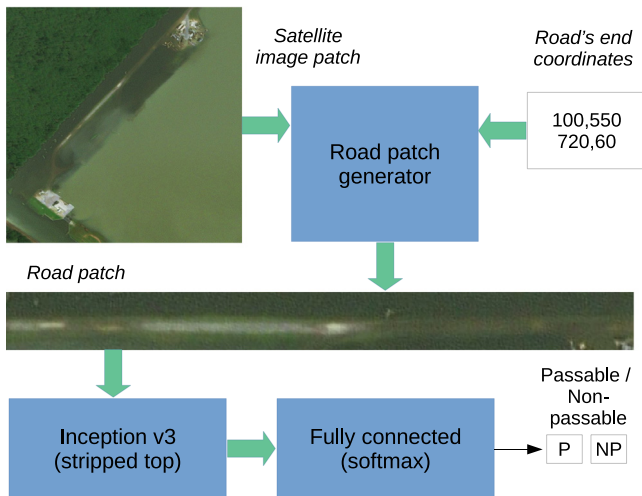 Satellite
image patch
Road's end
coordinates
100,550
720,60
Road patch
generator
Road patch
Passable /
Non-
passable
Inception v3
(stripped top)
Fully connected
(softmax)
P
NP